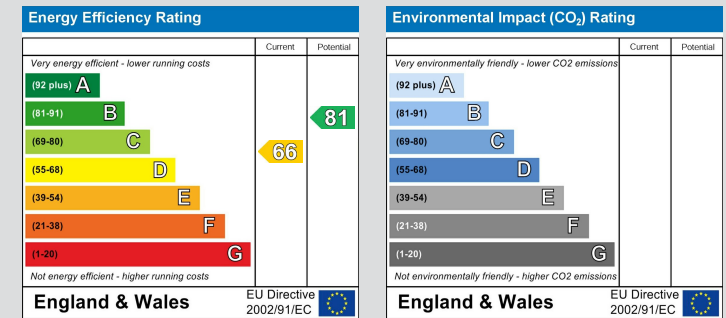 Energy Efficiency Rating
Current Potential
Very energy efficient - lower running costs
(92 plus) A
(81-91) B
(69-80) C
(55-68) D
(39-54) E
(21-38) F
(1-20) G
81
66
Not energy efficient - higher running costs
England & Wales
EU Directive
2002/91/EC
Environmental Impact (CO₂) Rating
Current Potential
Very environmentally friendly - lower CO2 emissions
(92 plus) A
(81-91) B
(69-80) C
(55-68) D
(39-54) E
(21-38) F
(1-20) G
Not environmentally friendly - higher CO2 emissions
England & Wales
EU Directive
2002/91/EC